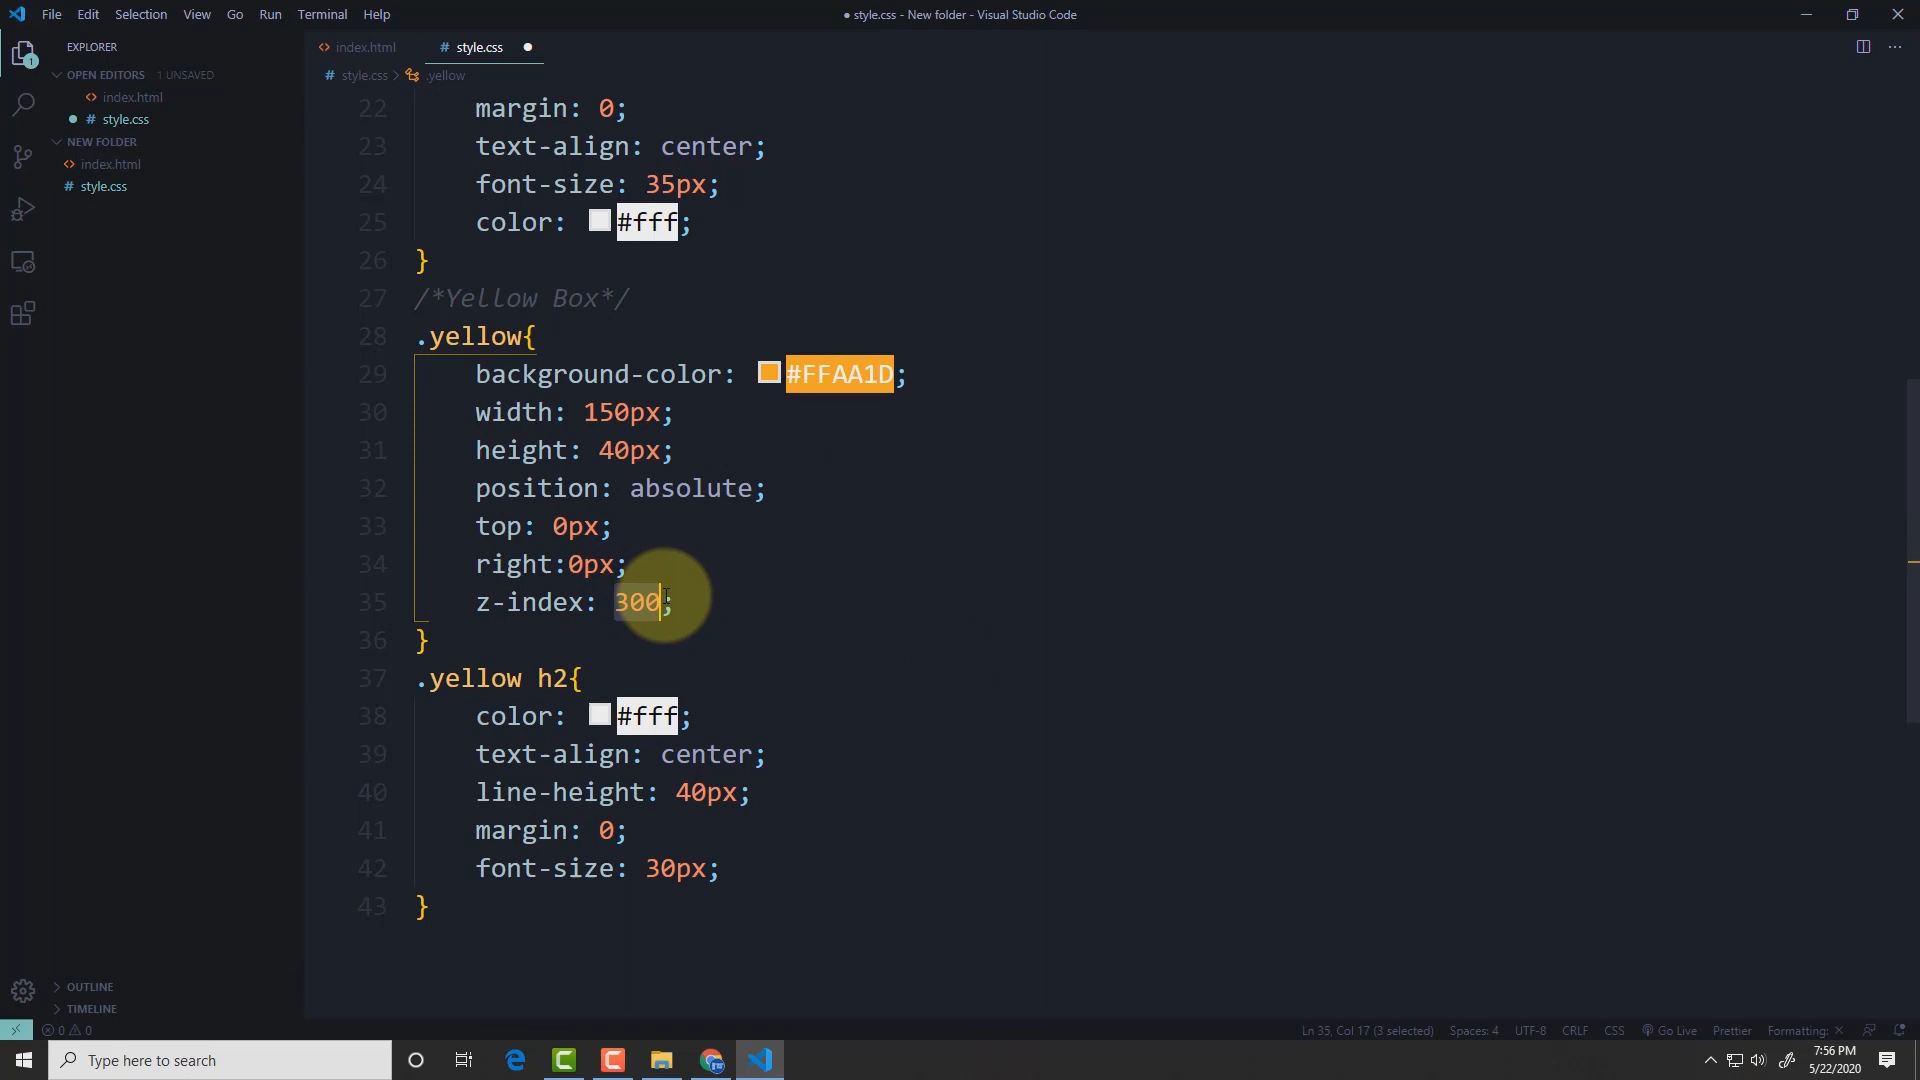 File Edit Selection View Go Run Terminal Help
● style.css - New folder - Visual Studio Code
EXPLORER
OPEN EDITORS 1 UNSAVED
<> index.html
# style.css
NEW FOLDER
<> index.html
# style.css
OUTLINE
TIMELINE
<> index.html
# style.css ●
# style.css > .yellow
22 margin: 0;
23 text-align: center;
24 font-size: 35px;
25 color: #fff;
26 }
27 /*Yellow Box*/
28 .yellow{
29 background-color: #FFAA1D;
30 width: 150px;
31 height: 40px;
32 position: absolute;
33 top: 0px;
34 right:0px;
35 z-index: 300;
36 }
37 .yellow h2{
38 color: #fff;
39 text-align: center;
40 line-height: 40px;
41 margin: 0;
42 font-size: 30px;
43 }
0 0
Ln 35, Col 17 (3 selected) Spaces: 4 UTF-8 CRLF CSS Go Live Prettier Formatting: ×
Type here to search
7:56 PM
5/22/2020